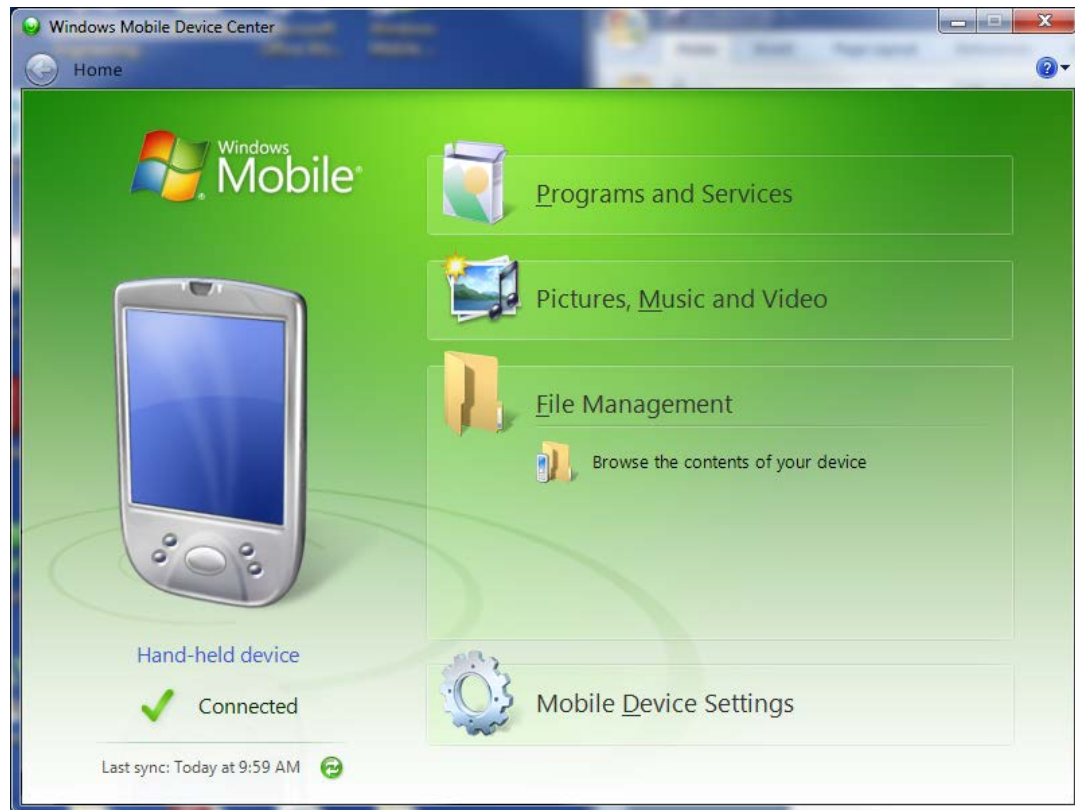 Windows Mobile Device Center
Home
Windows
Mobile®
Programs and Services
Pictures, Music and Video
File Management
Browse the contents of your device
Hand-held device
Connected
Mobile Device Settings
Last sync: Today at 9:59 AM